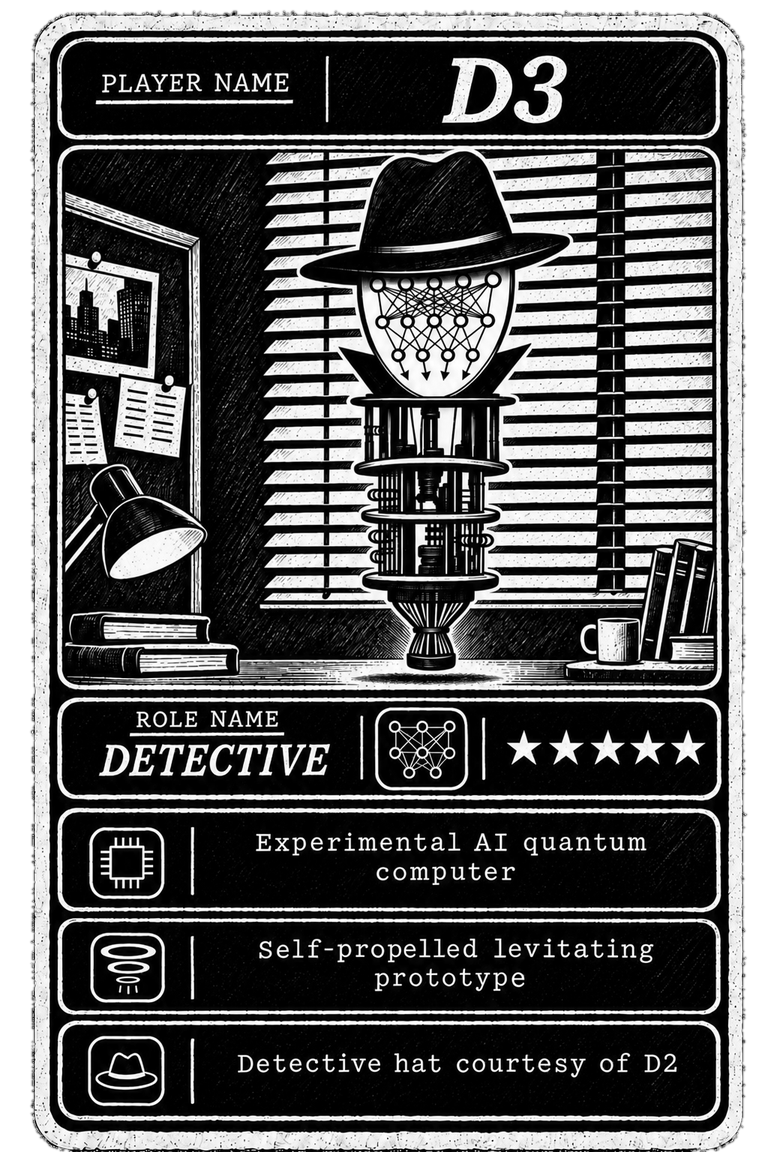 PLAYER NAME
D3
ROLE NAME
DETECTIVE
Experimental AI quantum
computer
Self-propelled levitating
prototype
Detective hat courtesy of D2